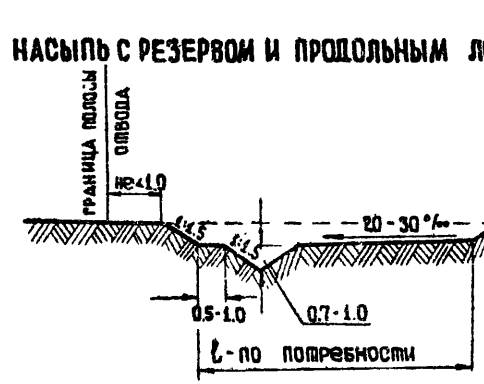 НАСЫПЬ С РЕЗЕРВОМ И ПРОДОЛЬНЫМ
ГРАНИЦА ПОЛОСЫ
ОТВОДА
не<1.0
1:1.5
1:1.5
20-30‰
0.5-1.0
0.7-1.0
ℓ-по потребности